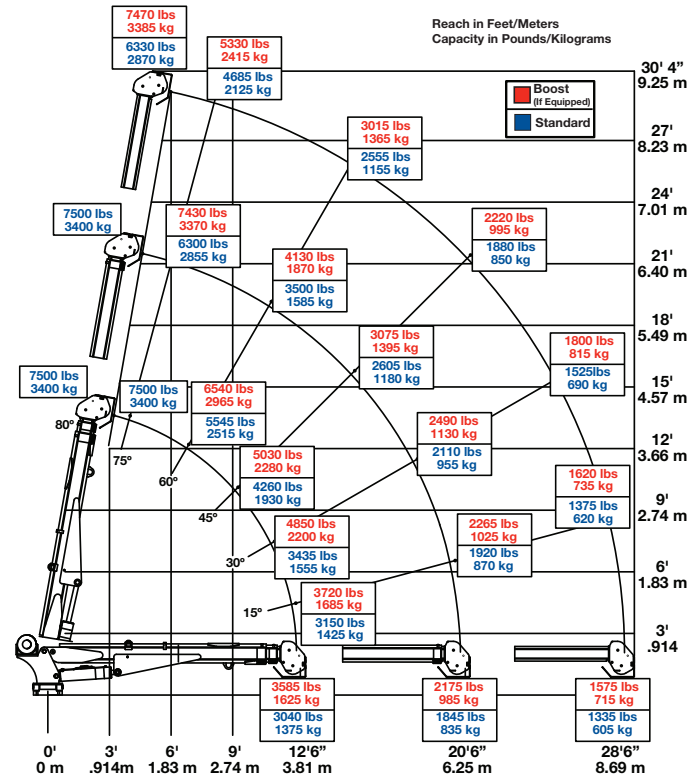 Reach in Feet/Meters
Capacity in Pounds/Kilograms
Boost
(If Equipped)
Standard
7470 lbs
3385 kg
6330 lbs
2870 kg
5330 lbs
2415 kg
4685 lbs
2125 kg
3015 lbs
1365 kg
2555 lbs
1155 kg
2220 lbs
995 kg
1880 lbs
850 kg
1800 lbs
815 kg
1525lbs
690 kg
1620 lbs
735 kg
1375 lbs
620 kg
7500 lbs
3400 kg
7430 lbs
3370 kg
6300 lbs
2855 kg
4130 lbs
1870 kg
3500 lbs
1585 kg
3075 lbs
1395 kg
2605 lbs
1180 kg
2490 lbs
1130 kg
2110 lbs
955 kg
2265 lbs
1025 kg
1920 lbs
870 kg
7500 lbs
3400 kg
7500 lbs
3400 kg
6540 lbs
2965 kg
5545 lbs
2515 kg
5030 lbs
2280 kg
4260 lbs
1930 kg
4850 lbs
2200 kg
3435 lbs
1555 kg
3720 lbs
1685 kg
3150 lbs
1425 kg
80º
75º
60º
45º
30º
15º
3585 lbs
1625 kg
3040 lbs
1375 kg
2175 lbs
985 kg
1845 lbs
835 kg
1575 lbs
715 kg
1335 lbs
605 kg
30' 4”
9.25 m
27'
8.23 m
24'
7.01 m
21'
6.40 m
18'
5.49 m
15'
4.57 m
12'
3.66 m
9'
2.74 m
6'
1.83 m
3'
.914
0' 3' 6' 9' 12'6” 20'6” 28'6”
0 m .914m 1.83 m 2.74 m 3.81 m 6.25 m 8.69 m